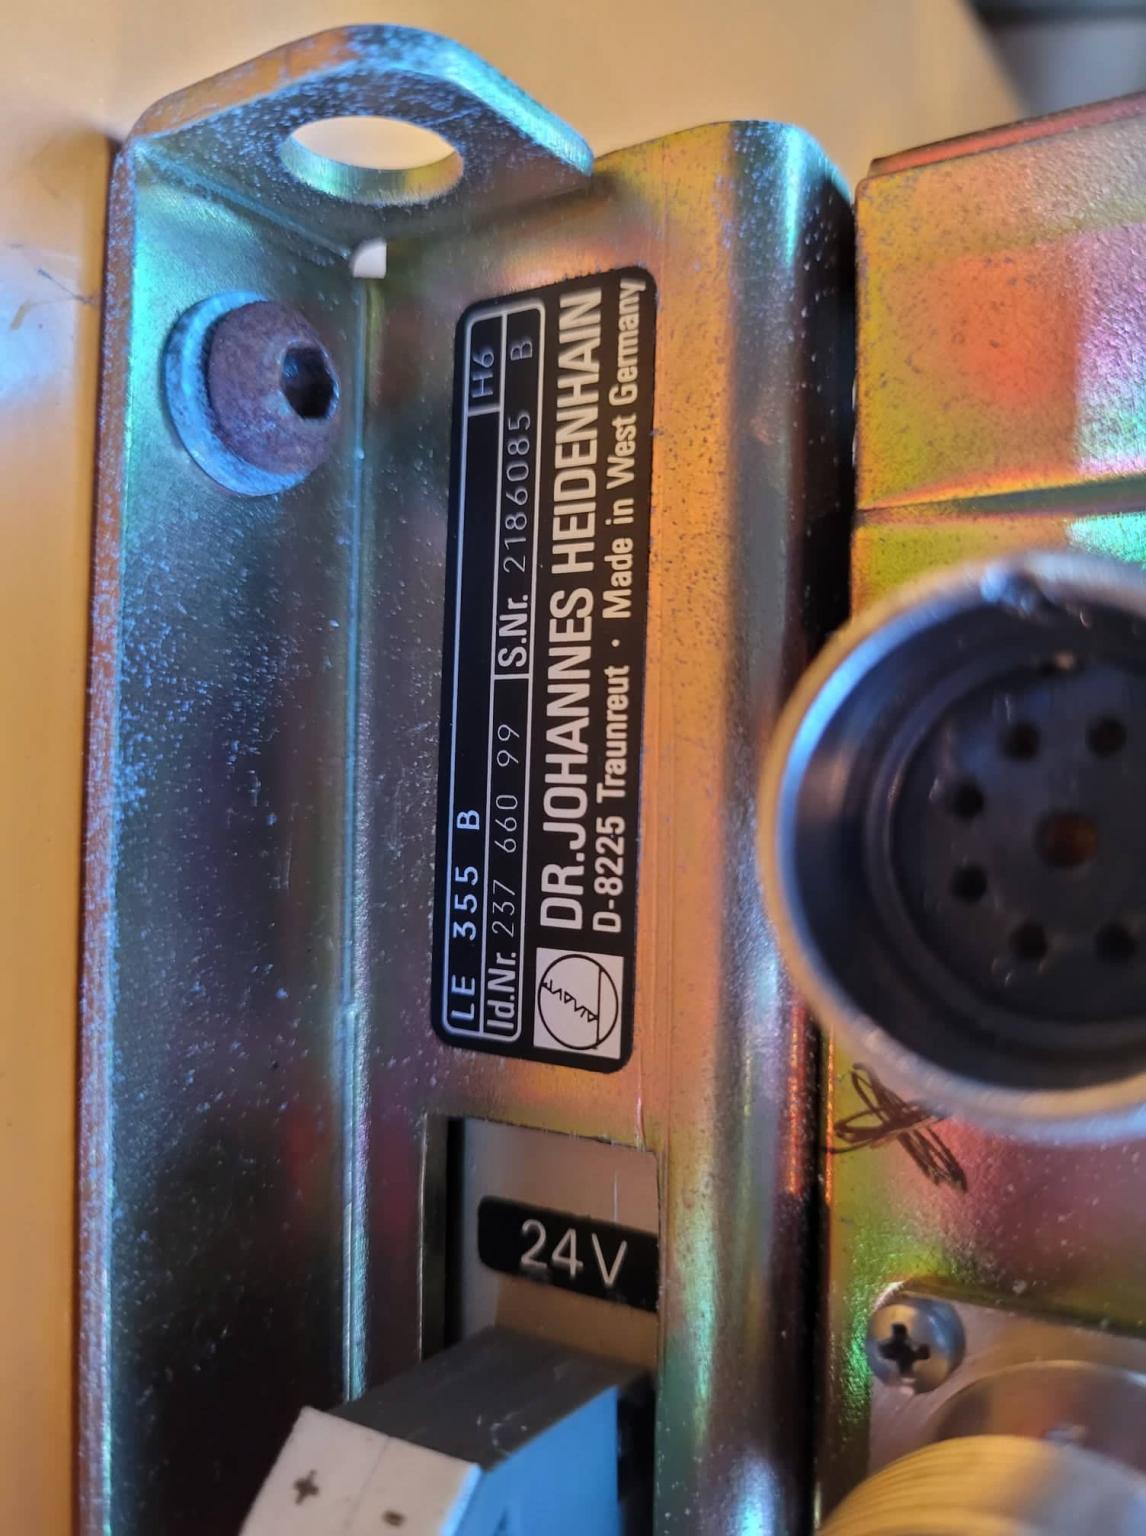 LE 355 B H6
Id.Nr. 237 660 99 S.Nr. 2186085 B
DR.JOHANNES HEIDENHAIN
D-8225 Traunreut · Made in West Germany
24V
+
-